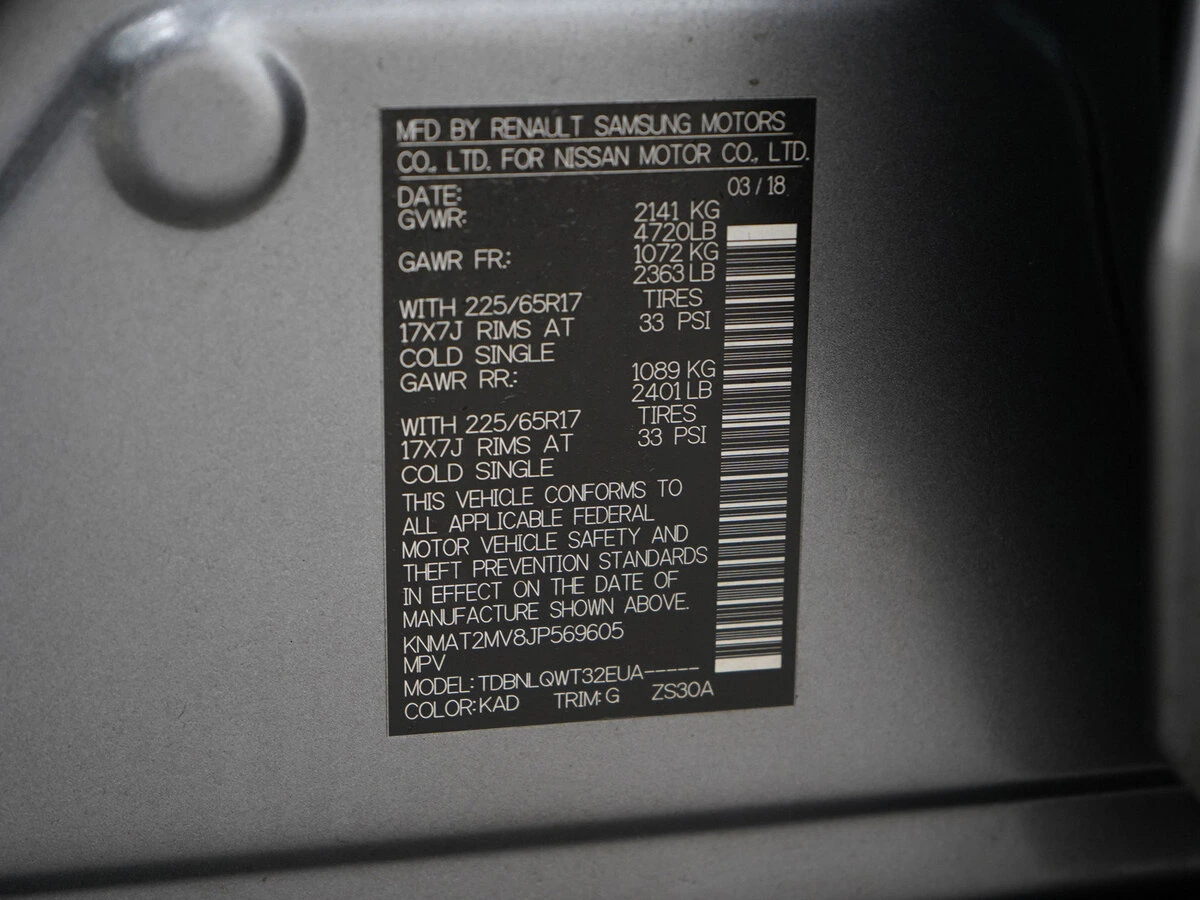 MFD BY RENAULT SAMSUNG MOTORS
CO., LTD. FOR NISSAN MOTOR CO., LTD.
DATE: 03 / 18
GVWR: 2141 KG
4720LB
GAWR FR.: 1072 KG
2363 LB
WITH 225/65R17 TIRES
17X7J RIMS AT 33 PSI
COLD SINGLE
GAWR RR.: 1089 KG
2401 LB
WITH 225/65R17 TIRES
17X7J RIMS AT 33 PSI
COLD SINGLE
THIS VEHICLE CONFORMS TO
ALL APPLICABLE FEDERAL
MOTOR VEHICLE SAFETY AND
THEFT PREVENTION STANDARDS
IN EFFECT ON THE DATE OF
MANUFACTURE SHOWN ABOVE.
KNMAT2MV8JP569605
MPV
MODEL: TDBNLQWT32EUA-----
COLOR: KAD TRIM: G ZS30A